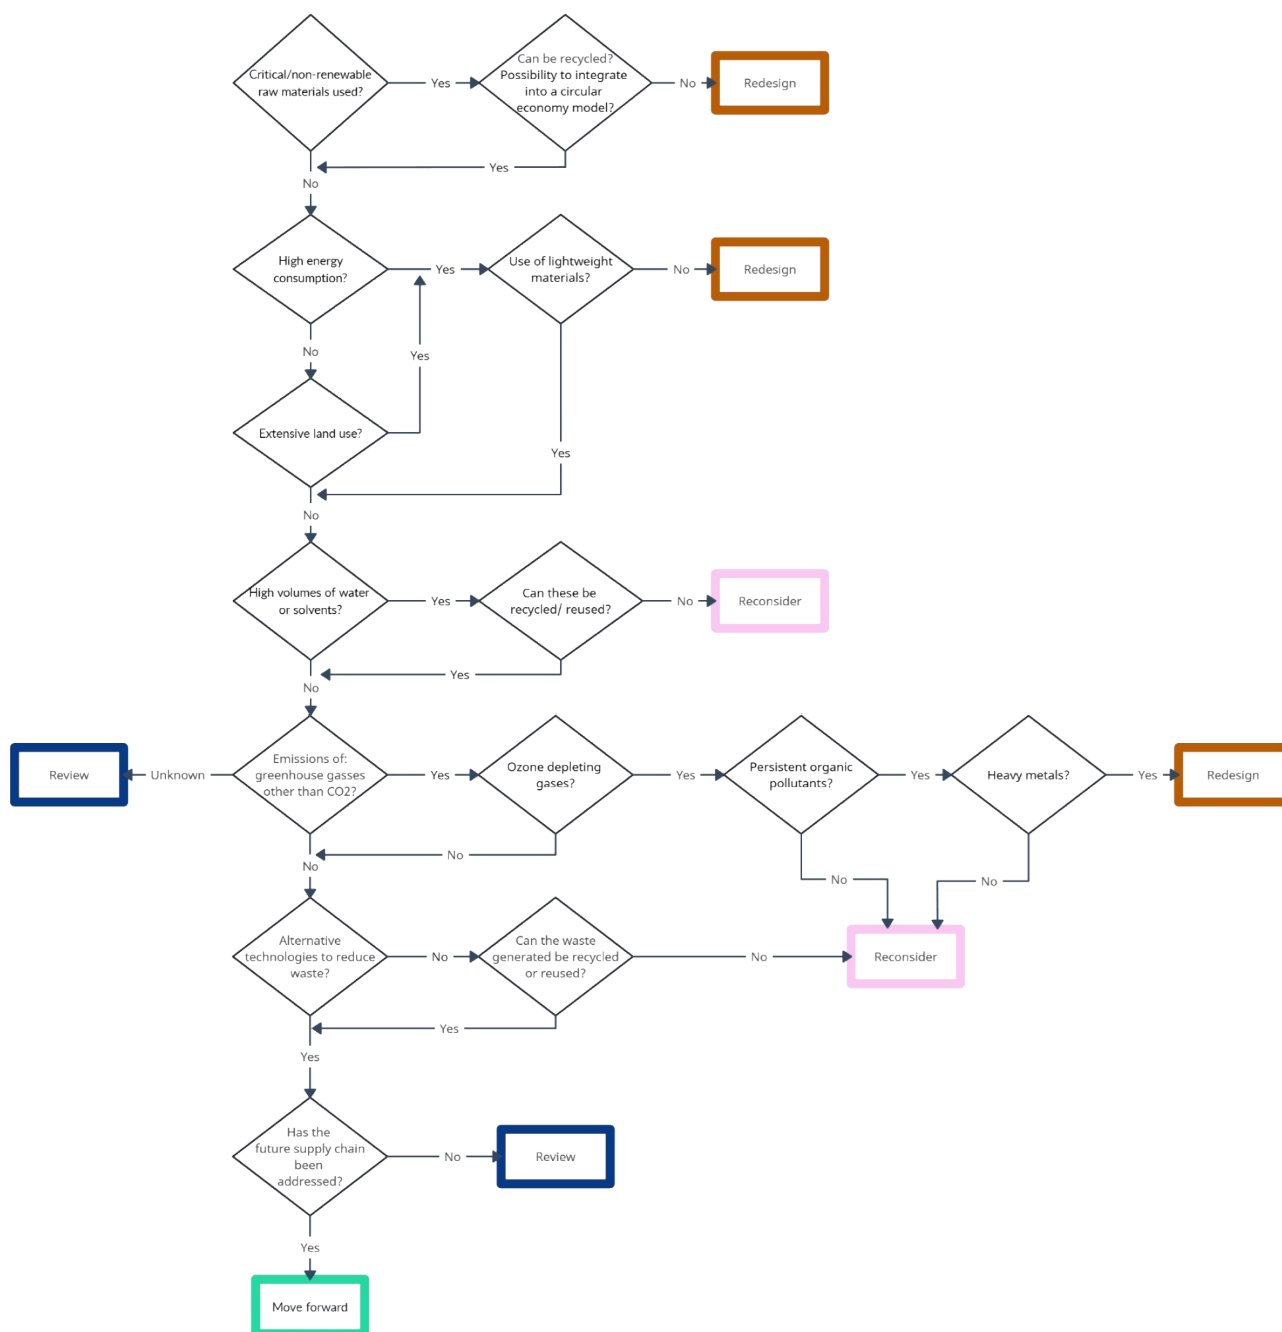 Critical/non-renewable
raw materials used?
Yes
Can be recycled?
Possibility to integrate
into a circular
economy model?
No
Redesign
Yes
No
High energy
consumption?
Yes
Use of lightweight
materials?
No
Redesign
No
Yes
Extensive land use?
Yes
No
High volumes of water
or solvents?
Yes
Can these be
recycled/ reused?
No
Reconsider
Yes
No
Review
Unknown
Emissions of:
greenhouse gasses
other than CO2?
Yes
Ozone depleting
gases?
Yes
Persistent organic
pollutants?
Yes
Heavy metals?
Yes
Redesign
No
No
No
No
Alternative
technologies to reduce
waste?
No
Can the waste
generated be recycled
or reused?
No
Reconsider
Yes
Yes
Has the
future supply chain
been
addressed?
No
Review
Yes
Move forward